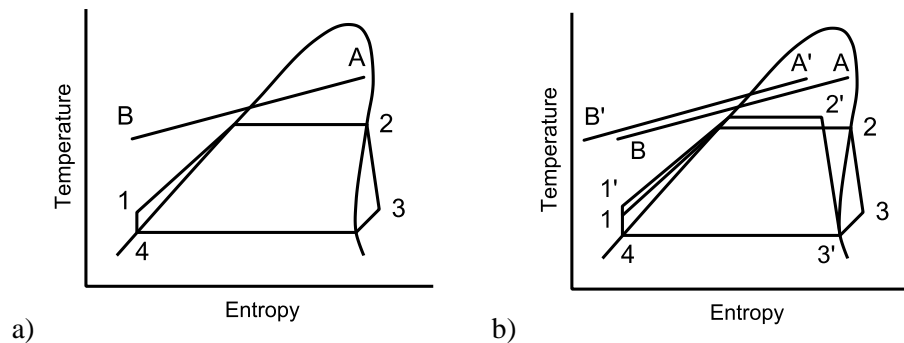 A
B
2
1
3
4
Temperature
Entropy
a)
A'
A
B'
2'
B
2
1'
1
3
4
3'
Temperature
Entropy
b)